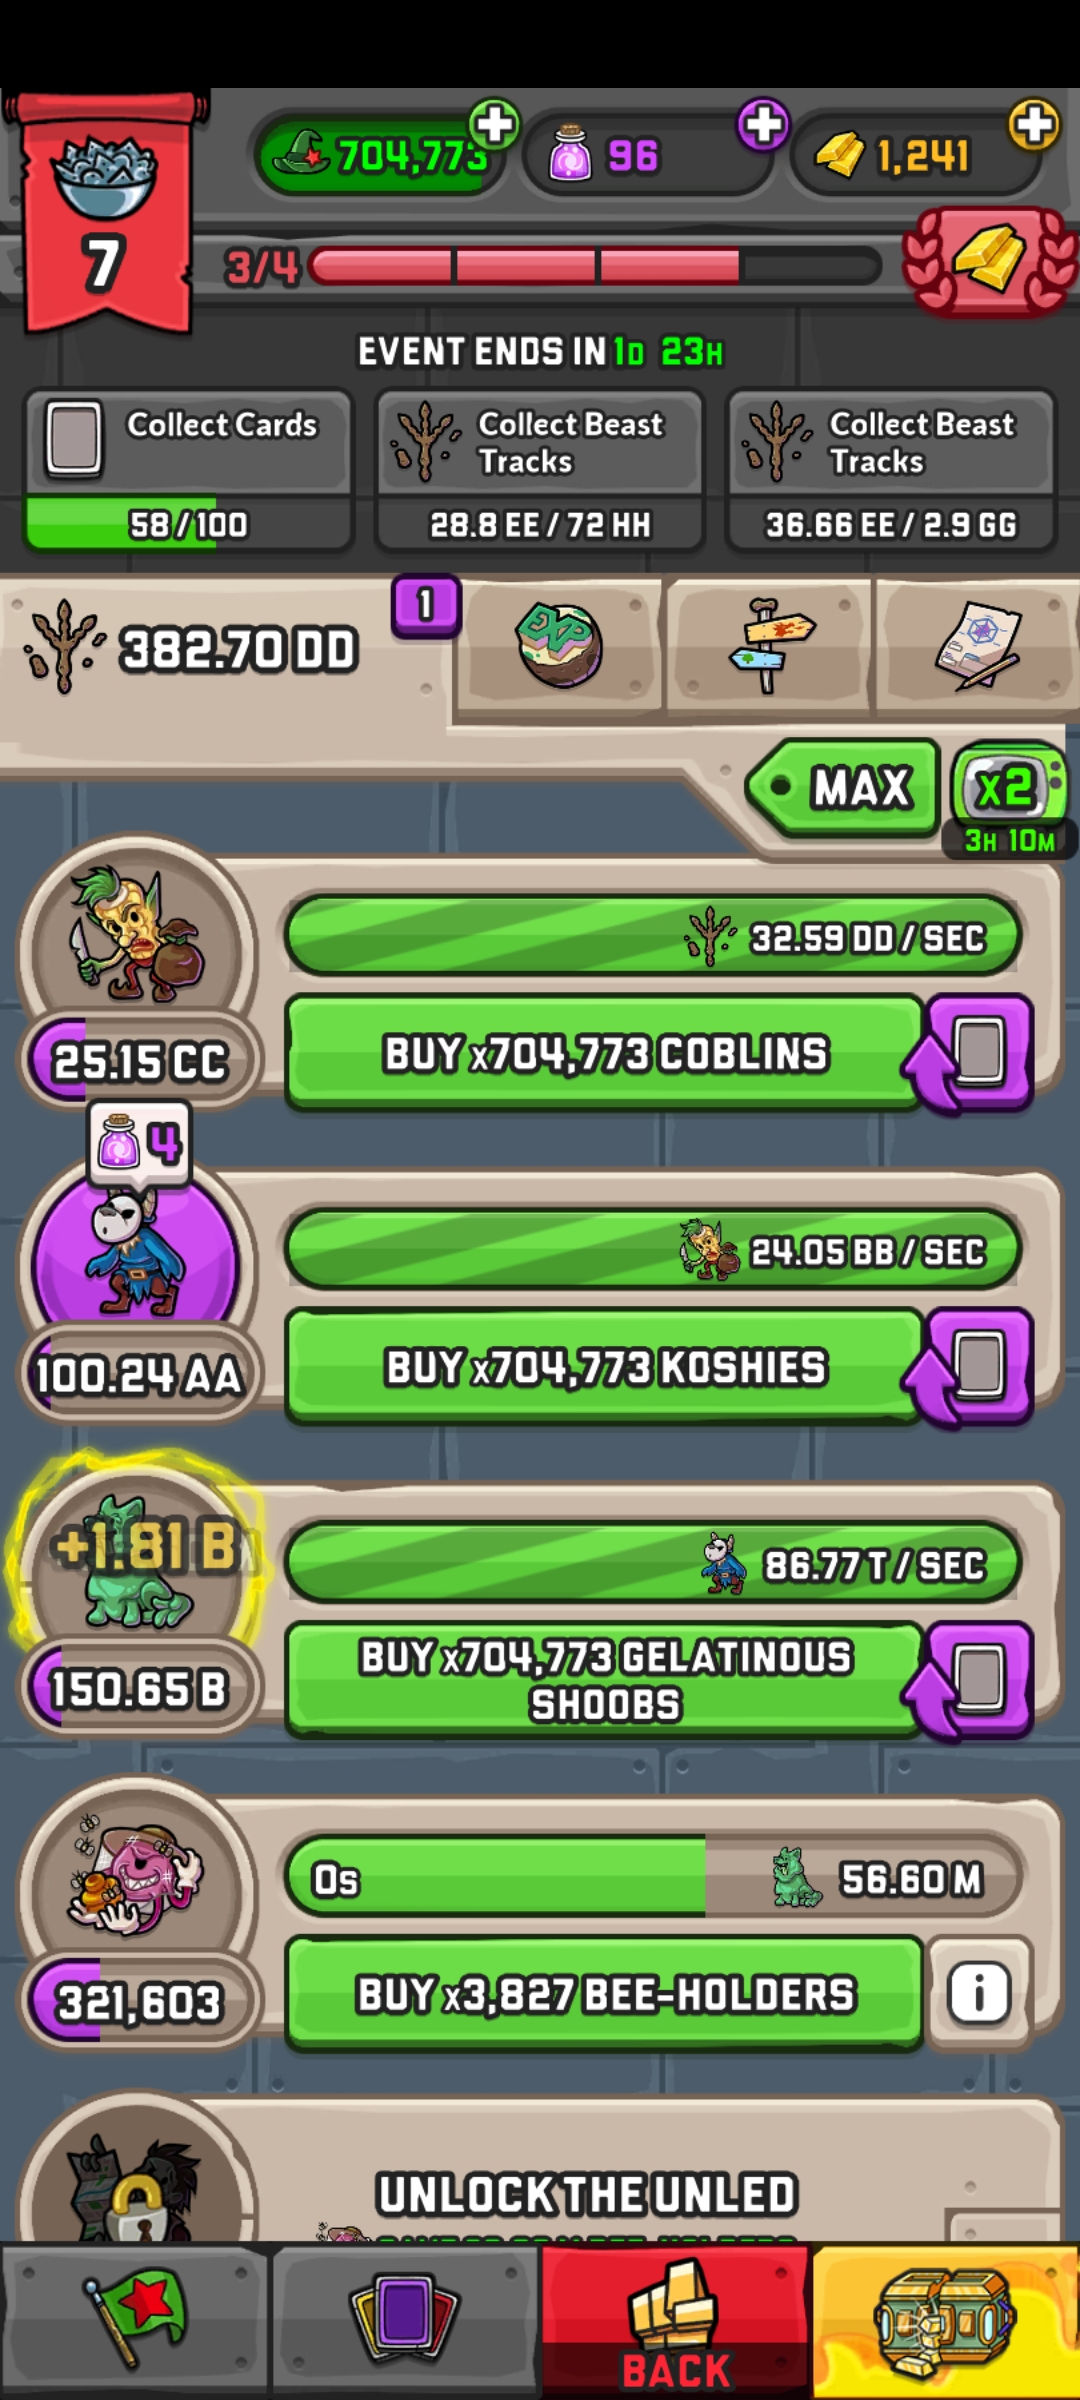 704,773
96
1,241
7
3/4
EVENT ENDS IN 1D 23H
Collect Cards
58 / 100
Collect Beast
Tracks
28.8 EE / 72 HH
Collect Beast
Tracks
36.66 EE / 2.9 GG
382.70 DD
1
EXP
MAX
x2
3H 10M
32.59 DD / SEC
25.15 CC
BUY x704,773 COBLINS
4
24.05 BB / SEC
100.24 AA
BUY x704,773 KOSHIES
+1.81 B
86.77 T / SEC
150.65 B
BUY x704,773 GELATINOUS
SHOOBS
0s
56.60 M
321,603
BUY x3,827 BEE-HOLDERS
i
UNLOCK THE UNLED
BACK